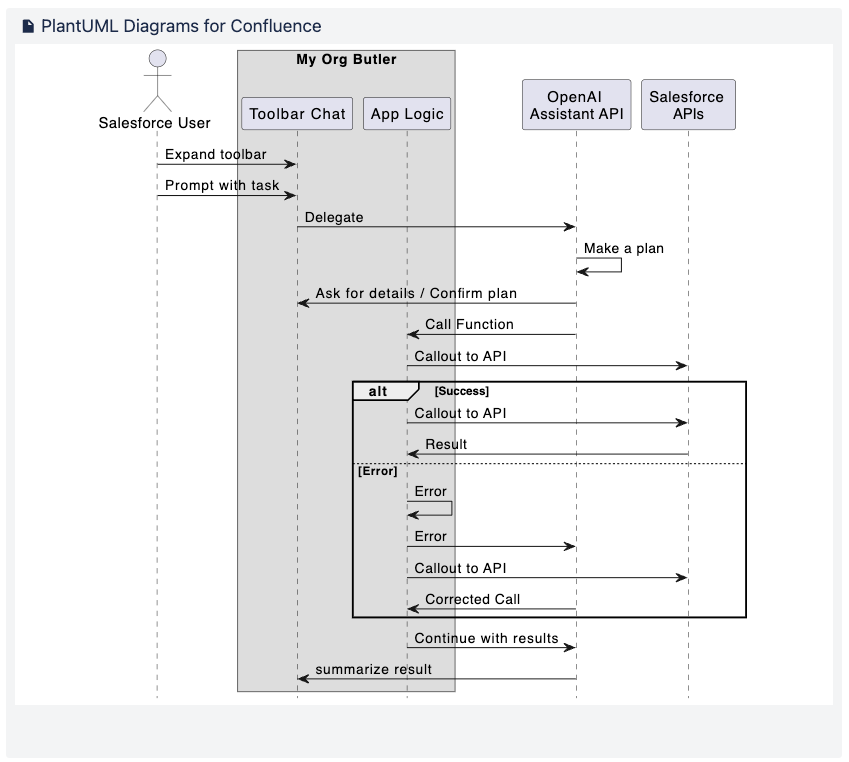 PlantUML Diagrams for Confluence
My Org Butler
Salesforce User
Toolbar Chat
App Logic
OpenAI
Assistant API
Salesforce
APIs
Expand toolbar
Prompt with task
Delegate
Make a plan
Ask for details / Confirm plan
Call Function
Callout to API
alt
[Success]
Callout to API
Result
[Error]
Error
Error
Callout to API
Corrected Call
Continue with results
summarize result